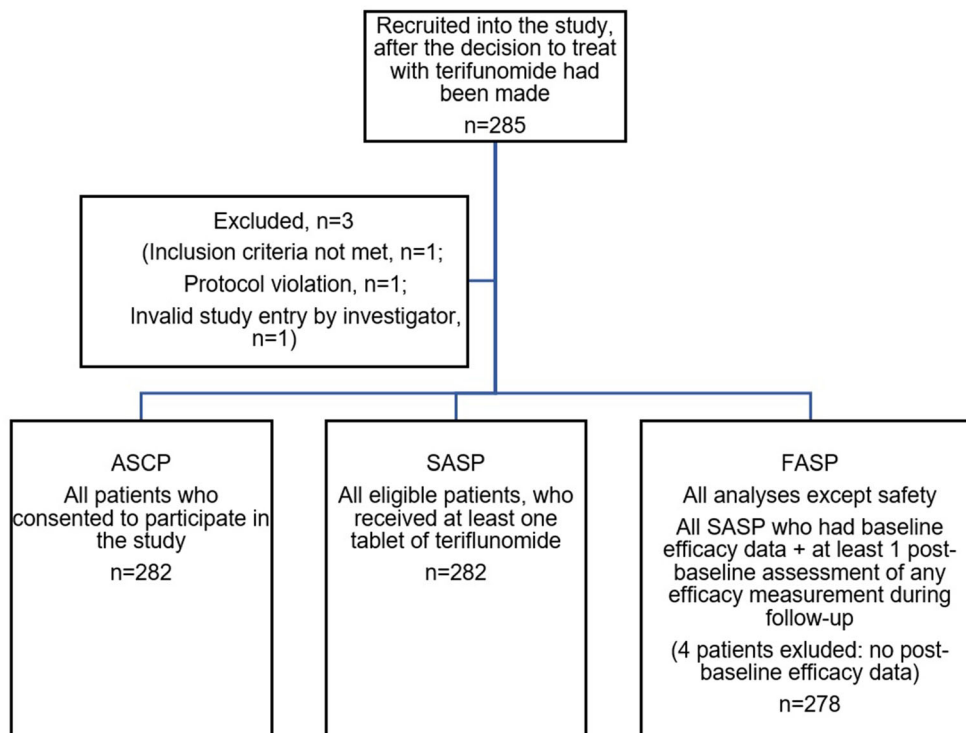 Recruited into the study,
after the decision to treat
with terifunomide had
been made
n=285
Excluded, n=3
(Inclusion criteria not met, n=1;
Protocol violation, n=1;
Invalid study entry by investigator,
n=1)
ASCP
All patients who
consented to participate in
the study
n=282
SASP
All eligible patients, who
received at least one
tablet of teriflunomide
n=282
FASP
All analyses except safety
All SASP who had baseline
efficacy data + at least 1 post-
baseline assessment of any
efficacy measurement during
follow-up
(4 patients exluded: no post-
baseline efficacy data)
n=278